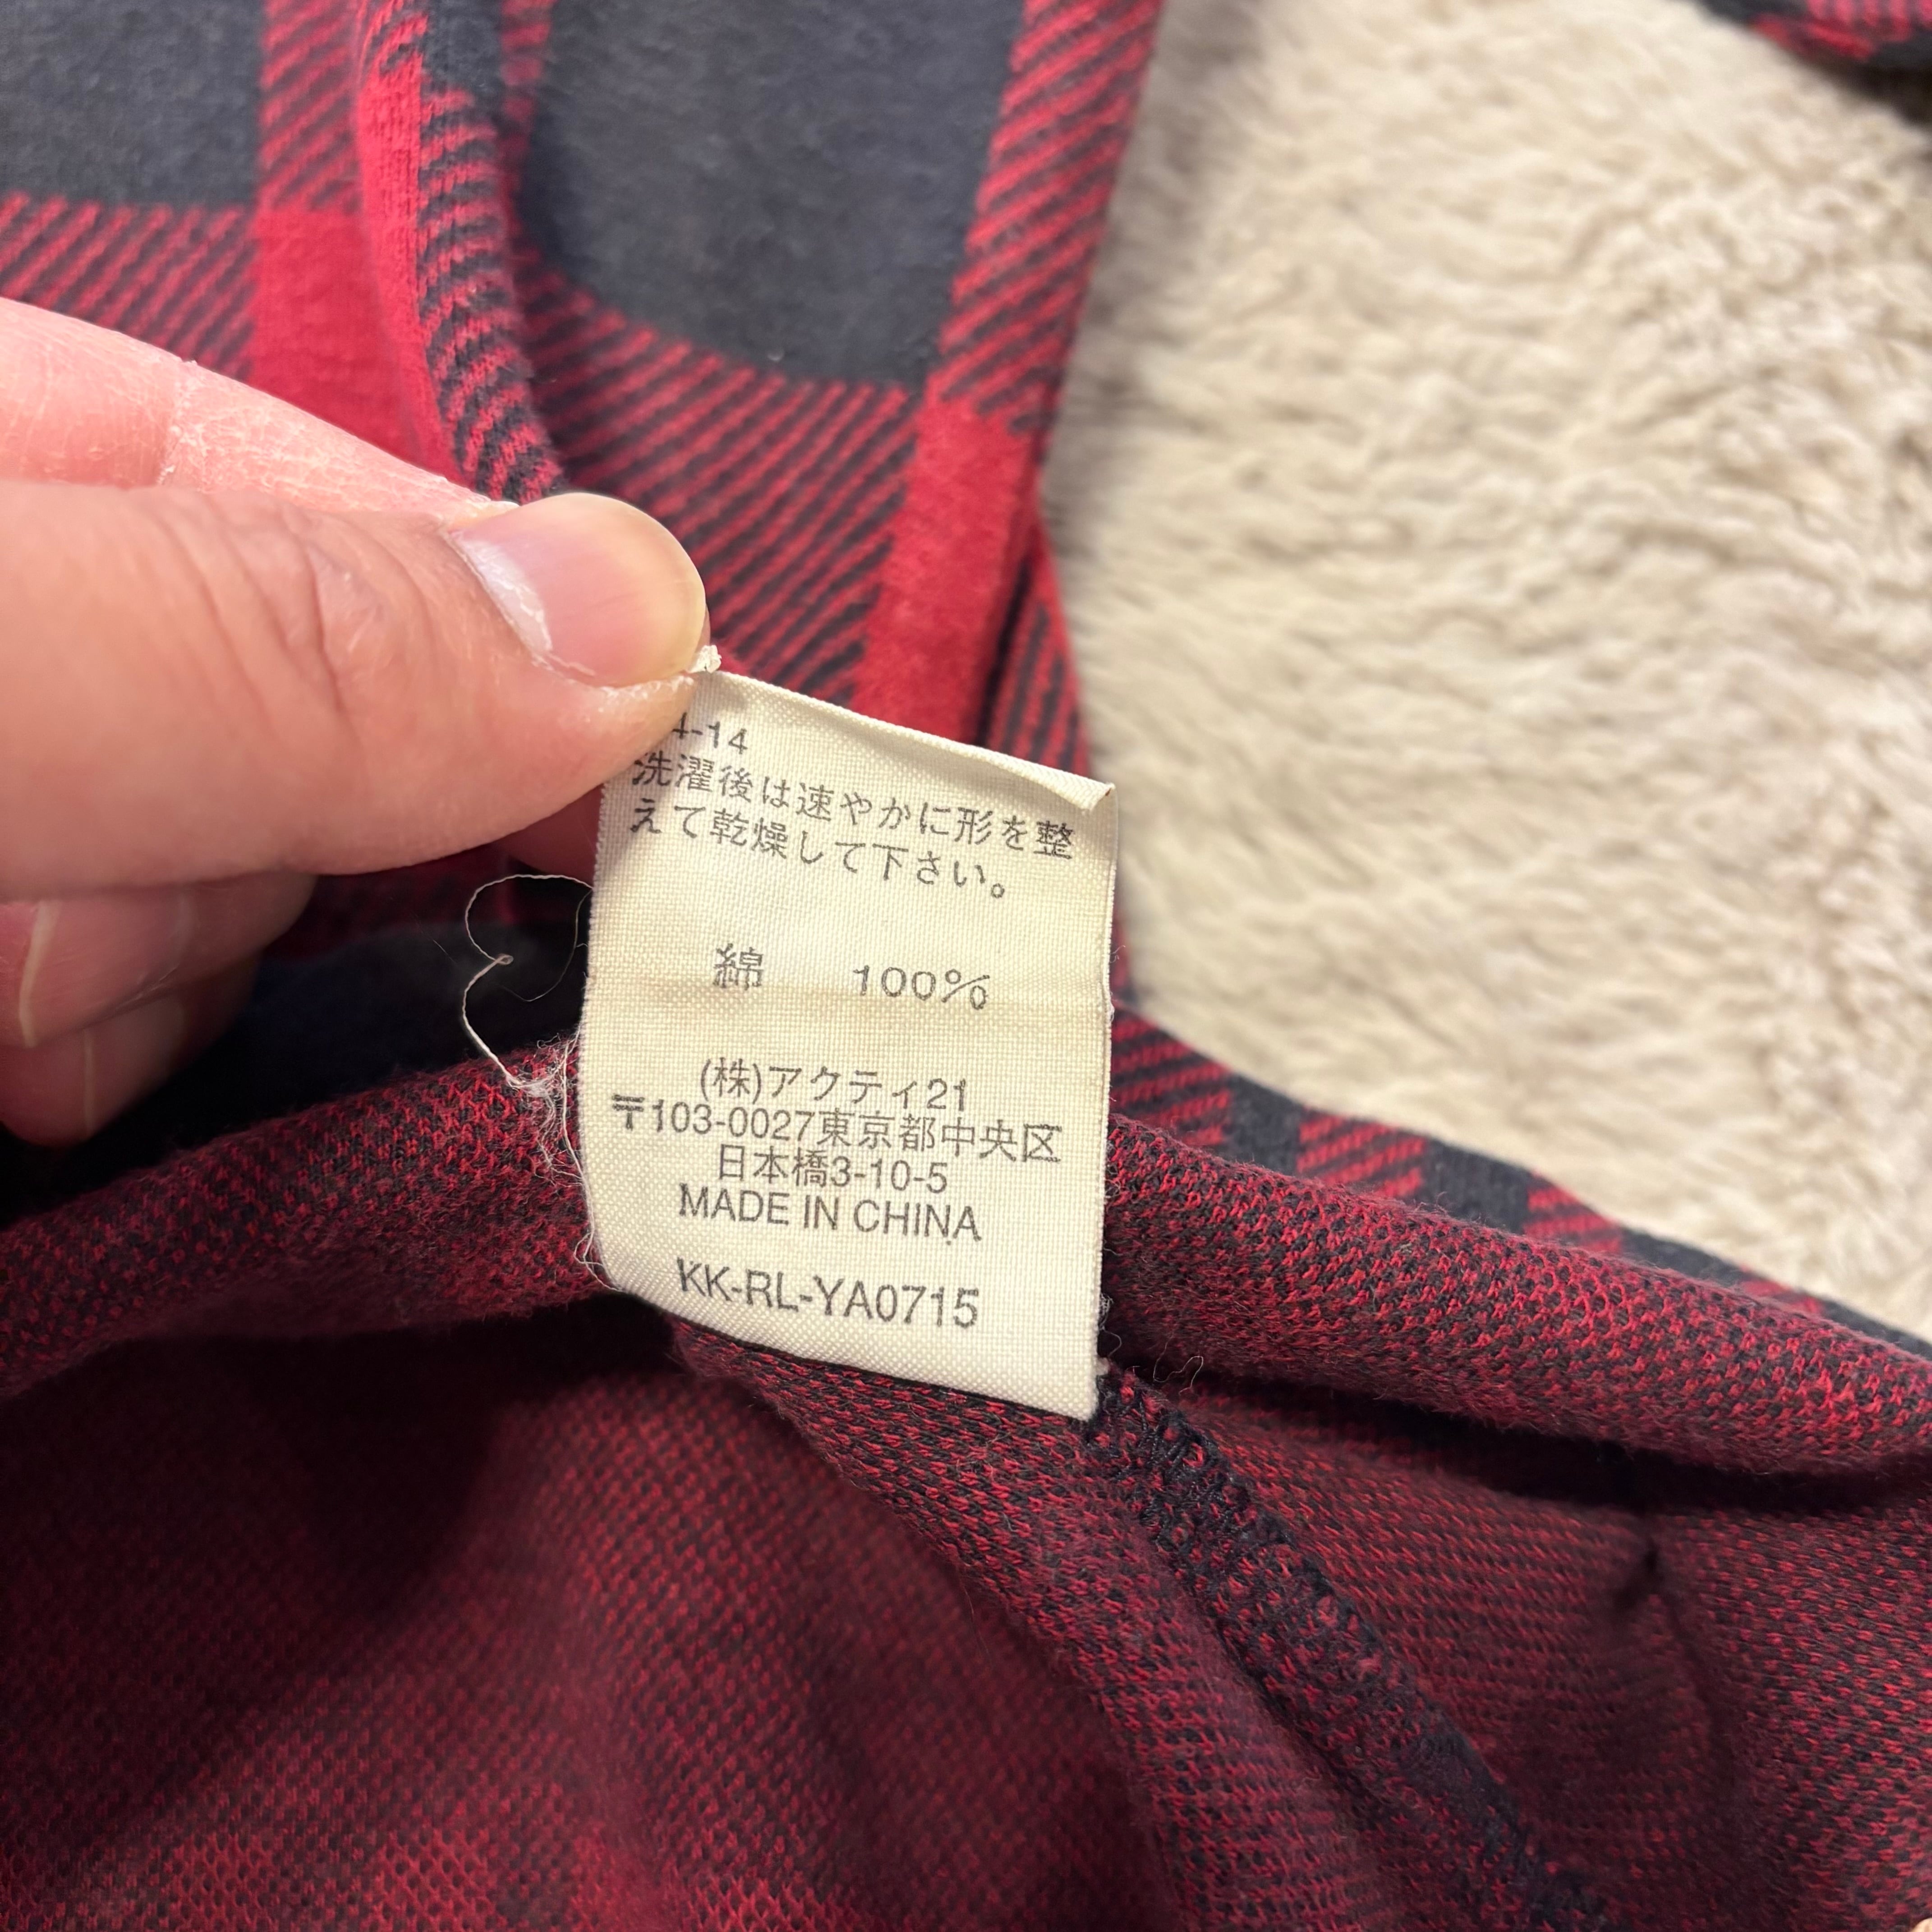 4-14
洗濯後は速やかに形を整
えて乾燥して下さい。
綿 100%
(株)アクティ21
〒103-0027東京都中央区
日本橋3-10-5
MADE IN CHINA
KK-RL-YA0715